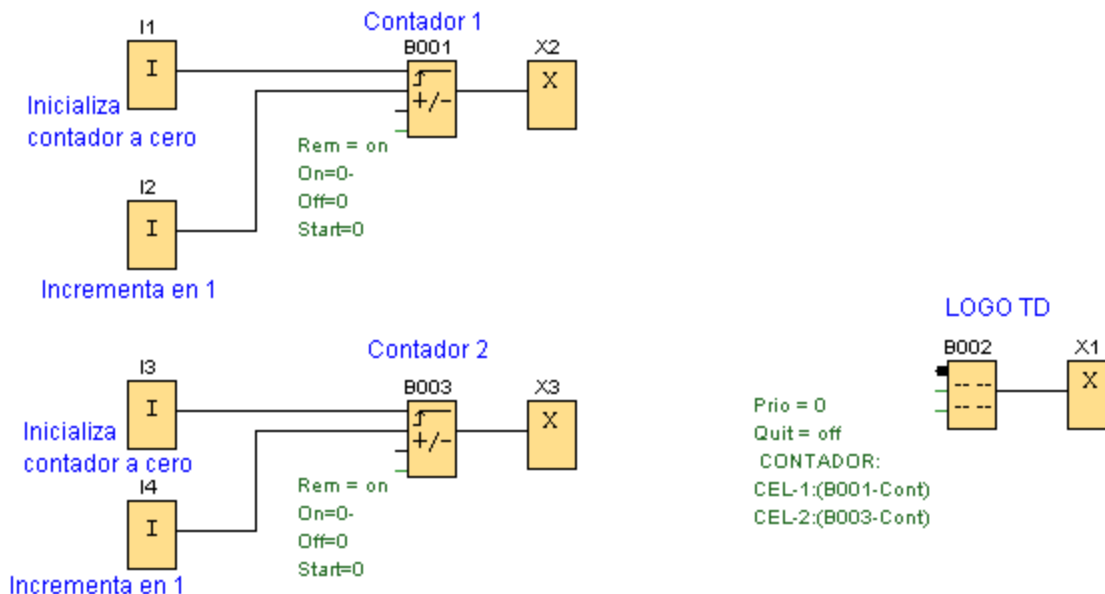 Contador 1
I1
B001
X2
I
+/-
X
Inicializa
contador a cero
Rem = on
On=0-
Off=0
Start=0
I2
I
Incrementa en 1
Contador 2
I3
B003
X3
I
+/-
X
Inicializa
contador a cero
I4
I
Rem = on
On=0-
Off=0
Start=0
Incrementa en 1
LOGO TD
B002
X1
X
Prio = 0
Quit = off
CONTADOR:
CEL-1:(B001-Cont)
CEL-2:(B003-Cont)